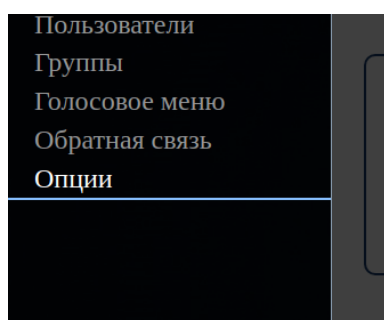 Пользователи
Группы
Голосовое меню
Обратная связь
Опции